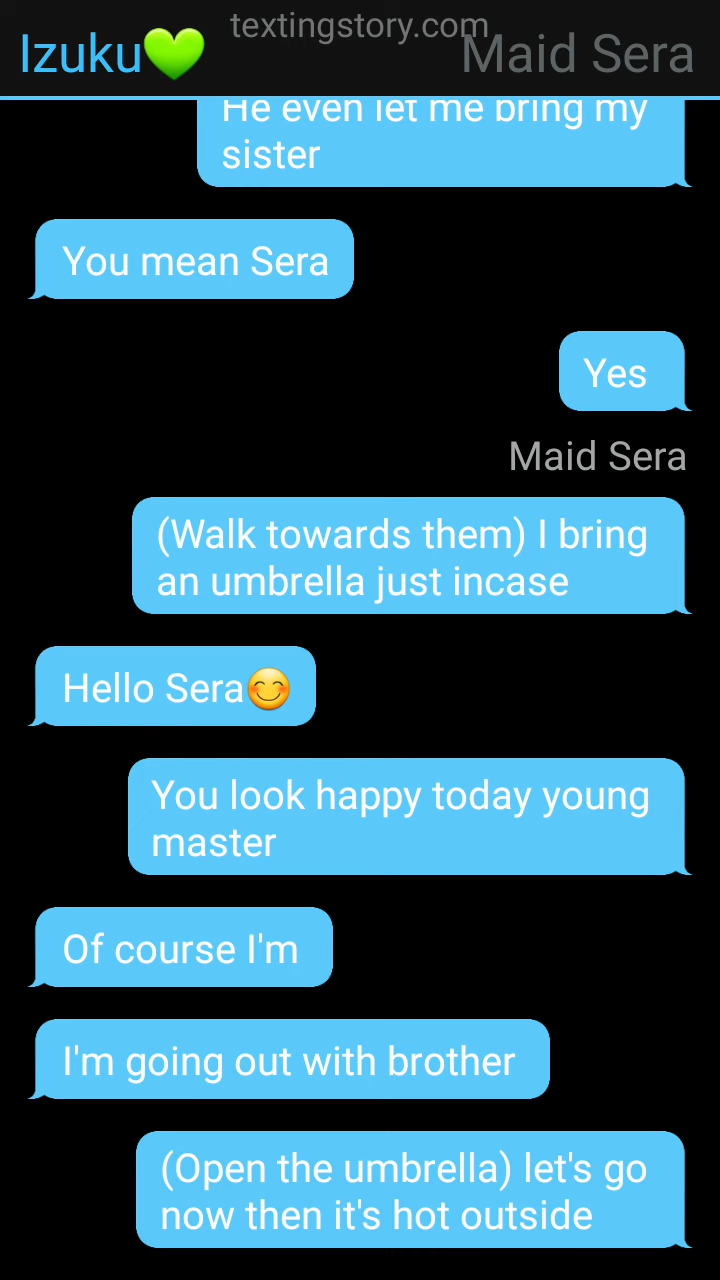 textingstory.com
Izuku💚 Maid Sera
He even let me bring my
sister
You mean Sera
Yes
Maid Sera
(Walk towards them) I bring
an umbrella just incase
Hello Sera😊
You look happy today young
master
Of course I'm
I'm going out with brother
(Open the umbrella) let's go
now then it's hot outside